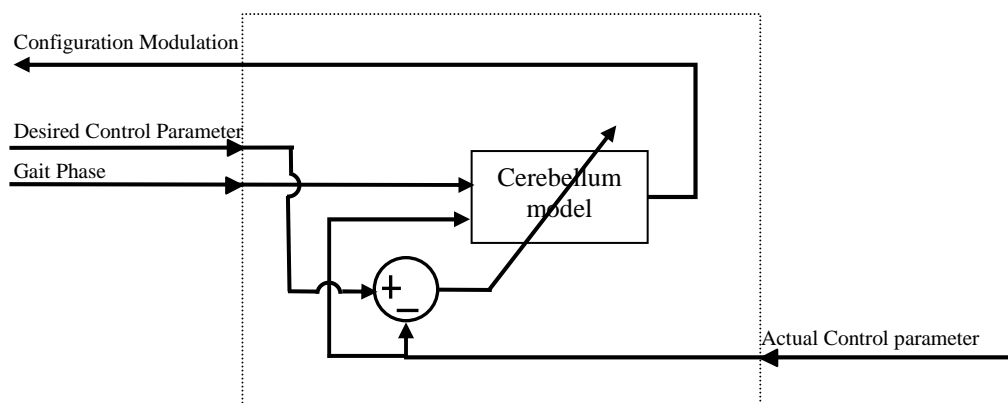 Configuration Modulation
Desired Control Parameter
Gait Phase
Cerebellum
model
+
−
Actual Control parameter